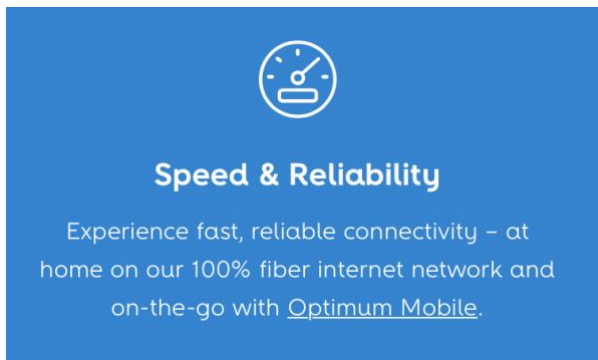 Speed & Reliability
Experience fast, reliable connectivity – at
home on our 100% fiber internet network and
on-the-go with Optimum Mobile.